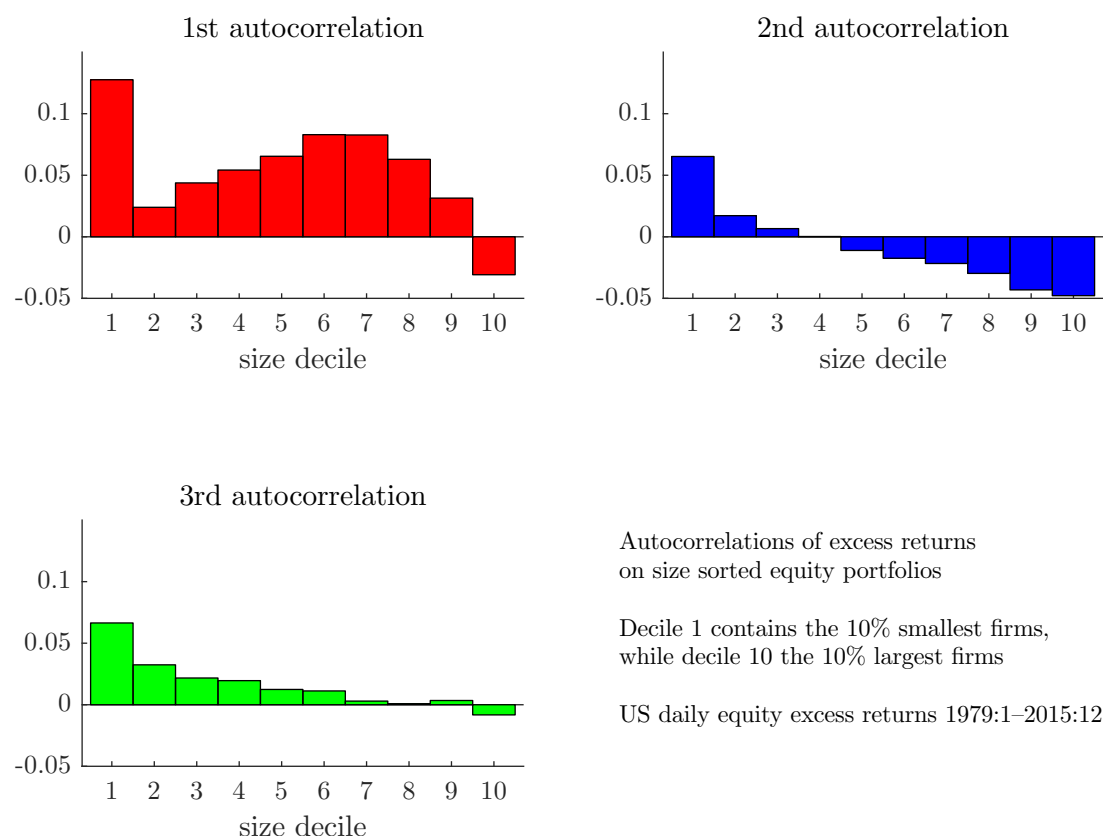 1st autocorrelation
0.1
0.05
0
-0.05
1 2 3 4 5 6 7 8 9 10
size decile
2nd autocorrelation
0.1
0.05
0
-0.05
1 2 3 4 5 6 7 8 9 10
size decile
3rd autocorrelation
0.1
0.05
0
-0.05
1 2 3 4 5 6 7 8 9 10
size decile
Autocorrelations of excess returns
on size sorted equity portfolios
Decile 1 contains the 10% smallest firms,
while decile 10 the 10% largest firms
US daily equity excess returns 1979:1–2015:12